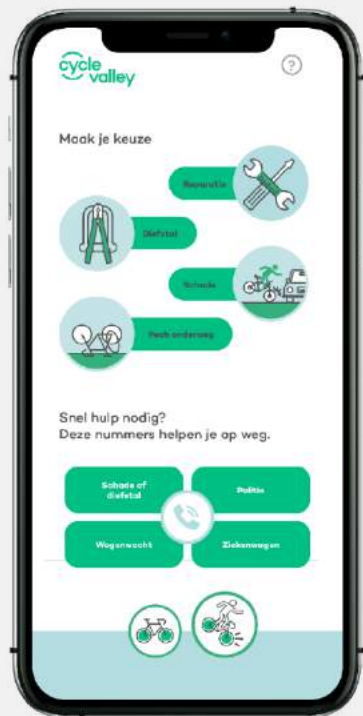 cycle
valley
?
Maak je keuze
Reparatie
Diefstal
Schade
Pech onderweg
Snel hulp nodig?
Deze nummers helpen je op weg.
Schade of
diefstal
Politie
Wegenwacht
Ziekenwagen